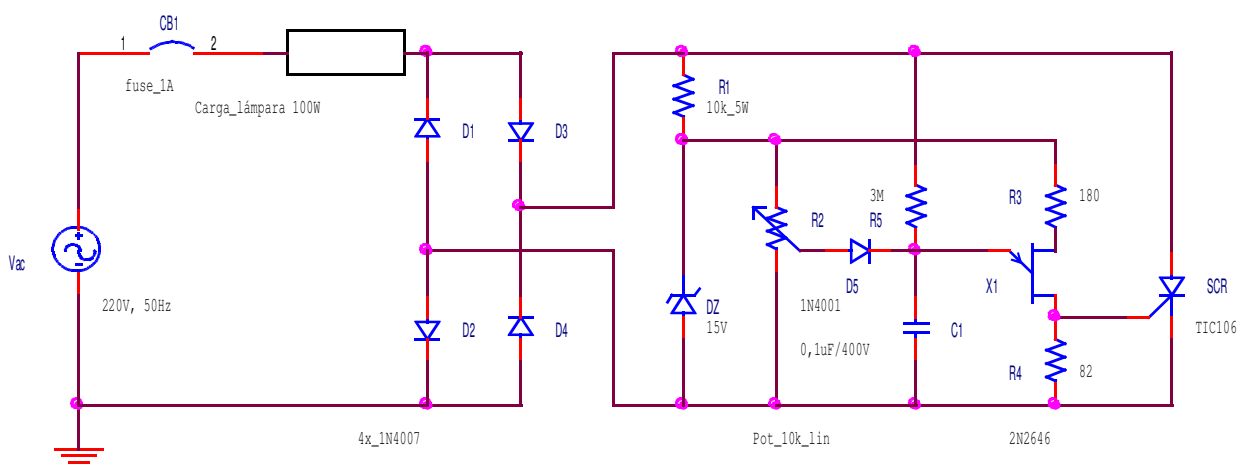 CB1
1 2
fuse_1A
Carga_lámpara 100W
D1
D3
R1
10k_5W
3M
R3
180
R2
R5
Vac
220V, 50Hz
D2
D4
DZ
15V
D5
1N4001
X1
SCR
TIC106
C1
0,1uF/400V
R4
82
4x_1N4007
Pot_10k_lin
2N2646